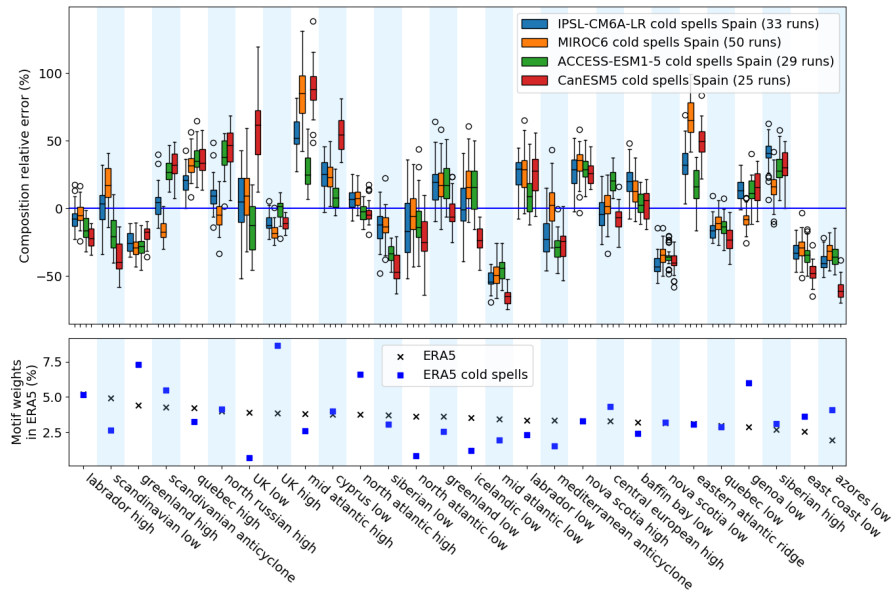 IPSL-CM6A-LR cold spells Spain (33 runs)
MIROC6 cold spells Spain (50 runs)
ACCESS-ESM1-5 cold spells Spain (29 runs)
CanESM5 cold spells Spain (25 runs)
Composition relative error (%)
100
50
0
−50
Motif weights
in ERA5 (%)
7.5
5.0
2.5
ERA5
ERA5 cold spells
labrador high
scandinavian low
greenland high
scandivanian anticyclone
quebec high
north russian high
UK low
UK high
mid atlantic high
cyprus low
north atlantic high
siberian low
north atlantic low
greenland low
icelandic low
mid atlantic low
labrador low
mediterranean anticyclone
nova scotia high
central european high
baffin bay low
nova scotia low
eastern atlantic ridge
quebec low
genoa low
siberian high
east coast low
azores low